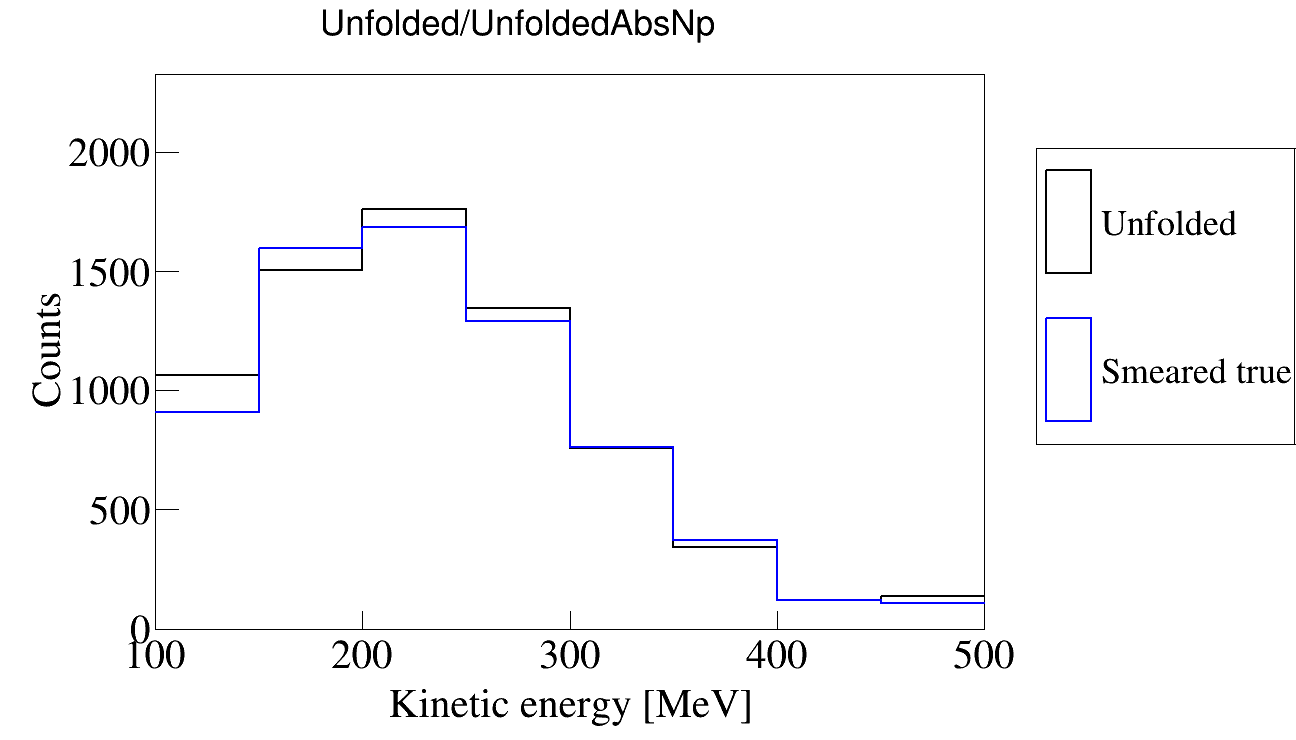 Unfolded/UnfoldedAbsNp
2000
1500
1000
500
0
Counts
100 200 300 400 500
Kinetic energy [MeV]
Unfolded
Smeared true